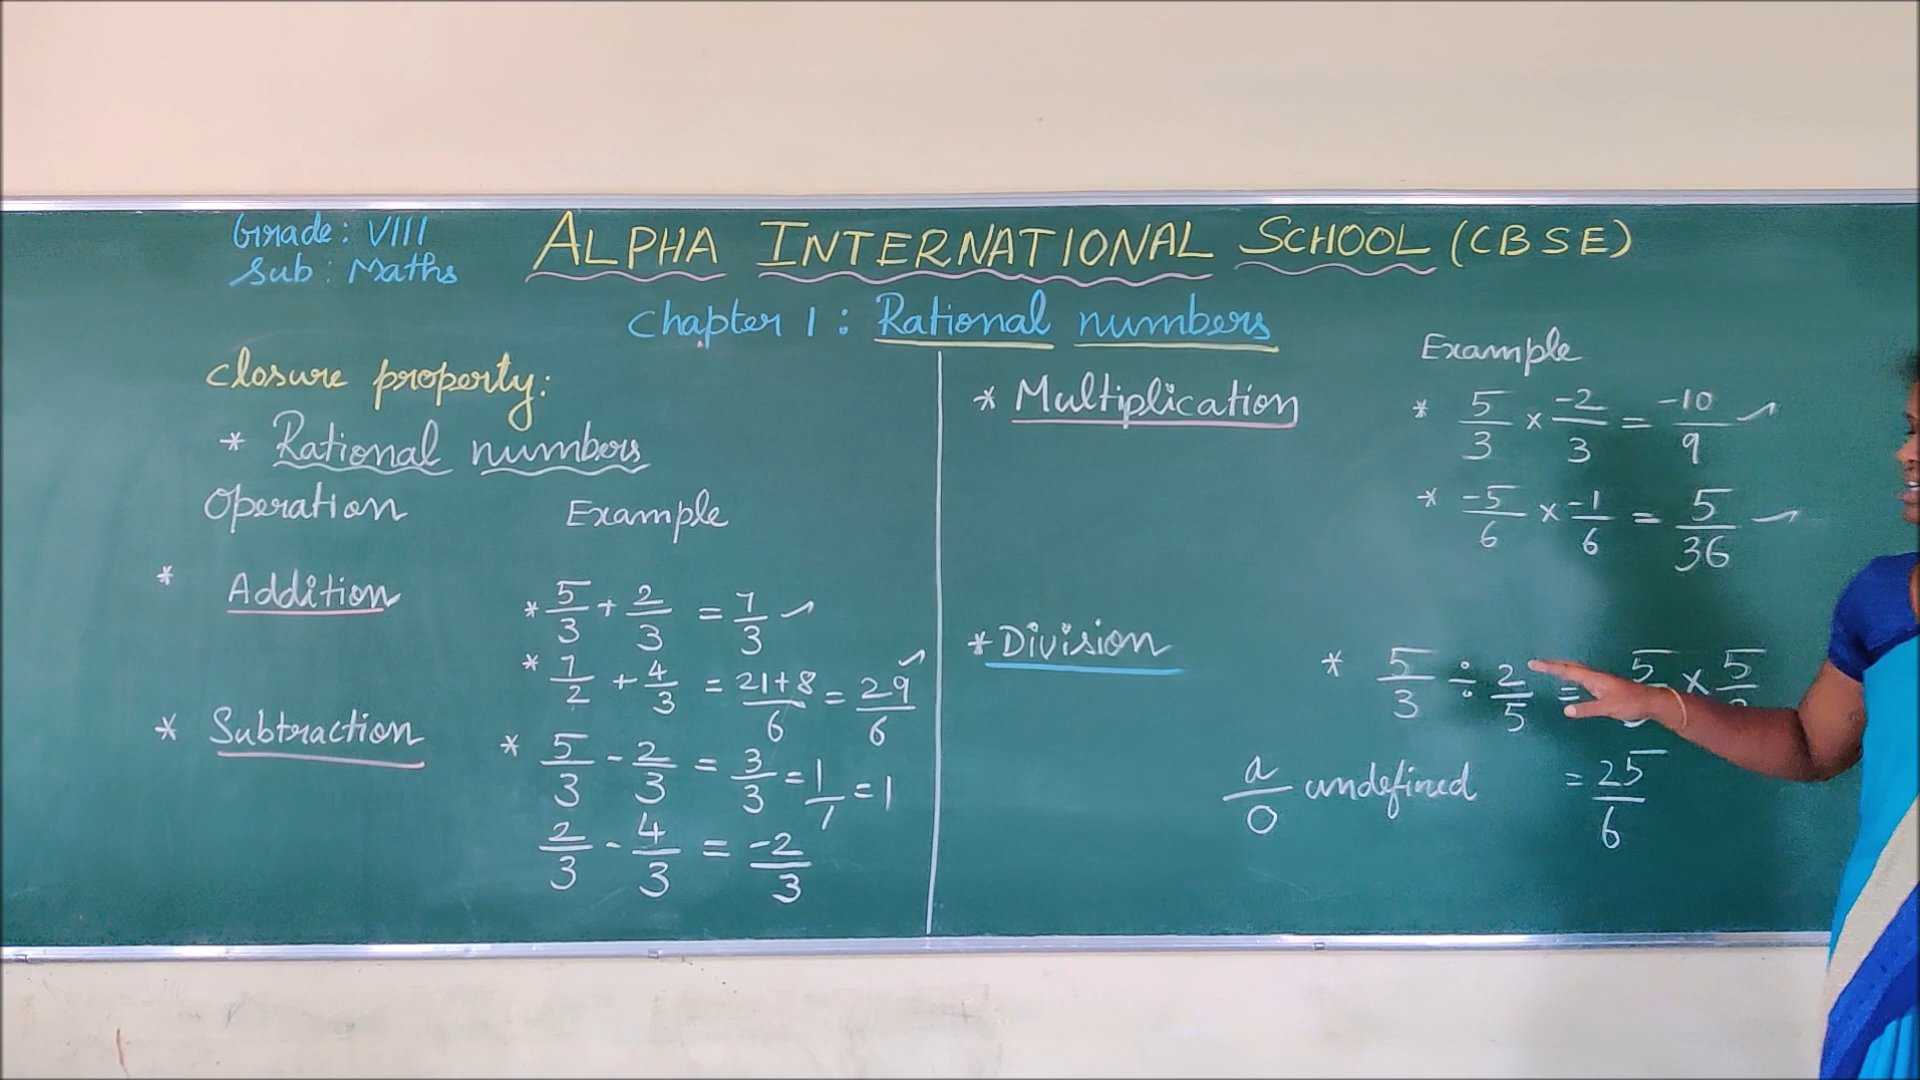 Grade: VIII
Sub: Maths
ALPHA INTERNATIONAL SCHOOL (CBSE)
Chapter 1: Rational numbers
Closure property:
* Rational numbers
Operation Example
* Addition
* 5/3 + 2/3 = 7/3
* 7/2 + 4/3 = 21+8/6 = 29/6
* Subtraction
* 5/3 - 2/3 = 3/3 = 1/1 = 1
2/3 - 4/3 = -2/3
* Multiplication
Example
* 5/3 × -2/3 = -10/9
* -5/6 × -1/6 = 5/36
* Division
* 5/3 ÷ 2/5 = 5 × 5
= 25/6
a/0 undefined